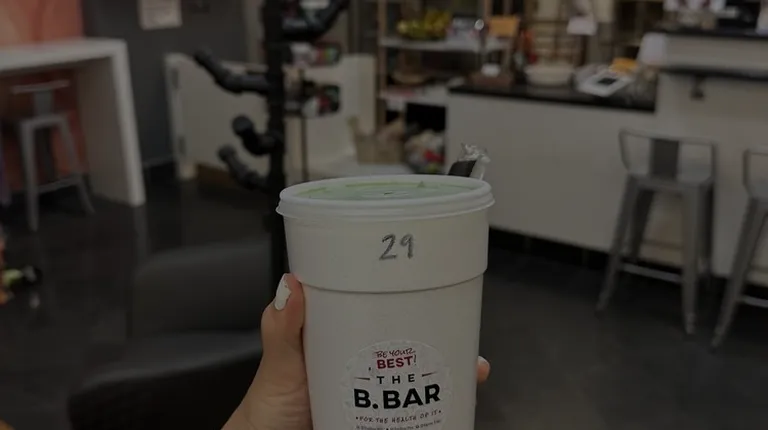 29
BE YOUR
BEST!
THE
B.BAR
•FOR THE HEALTH OF IT•